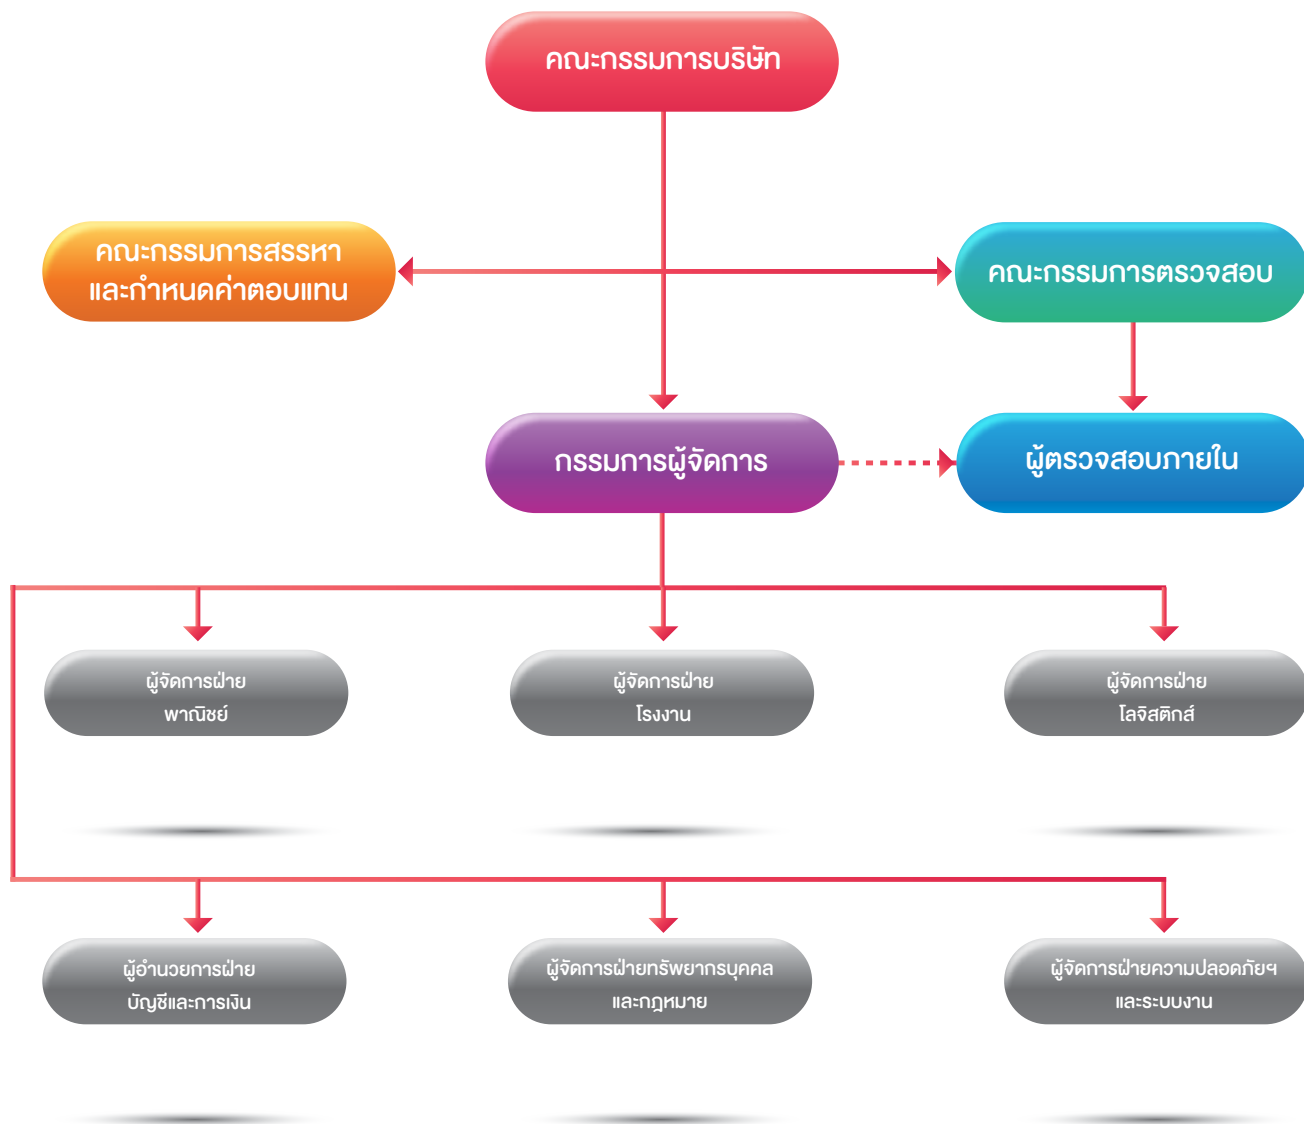 คณะกรรมการบริษัท
คณะกรรมการสรรหา
และกำหนดค่าตอบแทน
คณะกรรมการตรวจสอบ
กรรมการผู้จัดการ
ผู้ตรวจสอบภายใน
ผู้จัดการฝ่าย
พาณิชย์
ผู้จัดการฝ่าย
โรงงาน
ผู้จัดการฝ่าย
โลจิสติกส์
ผู้อำนวยการฝ่าย
บัญชีและการเงิน
ผู้จัดการฝ่ายทรัพยากรบุคคล
และกฎหมาย
ผู้จัดการฝ่ายความปลอดภัยฯ
และระบบงาน